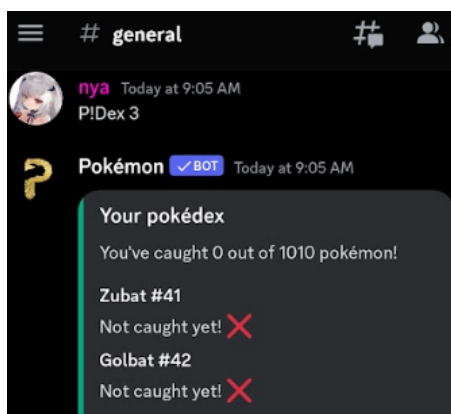 # general
nya Today at 9:05 AM
P!Dex 3
Pokémon ✓BOT Today at 9:05 AM
Your pokédex
You've caught 0 out of 1010 pokémon!
Zubat #41
Not caught yet! ❌
Golbat #42
Not caught yet! ❌